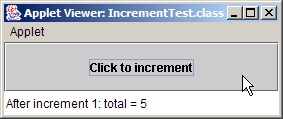 Applet Viewer: IncrementTest.class
Applet
Click to increment
After increment 1: total = 5